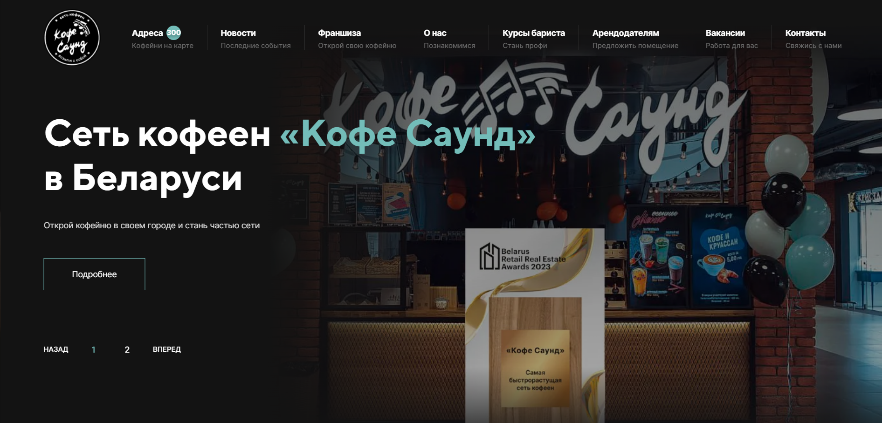 Кофе Саунд
Адреса 300
Кофейни на карте
Новости
Последние события
Франшиза
Открой свою кофейню
О нас
Познакомимся
Курсы бариста
Стань профи
Арендодателям
Предложить помещение
Вакансии
Работа для вас
Контакты
Свяжись с нами
Кофе Саунд
Сеть кофеен «Кофе Саунд»
в Беларуси
Открой кофейню в своем городе и стань частью сети
Подробнее
НАЗАД 1 2 ВПЕРЕД
Belarus
Retail Real Estate
Awards 2023
«Кофе Саунд»
Самая
быстрорастущая
сеть кофеен
КОФЕ И
КРУАССАН